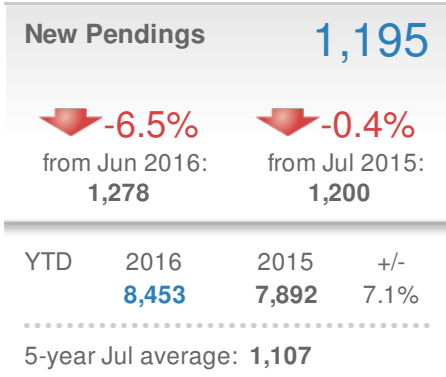 New Pendings 1,195
-6.5% -0.4%
from Jun 2016: from Jul 2015:
1,278 1,200
YTD 2016 2015 +/-
8,453 7,892 7.1%
5-year Jul average: 1,107